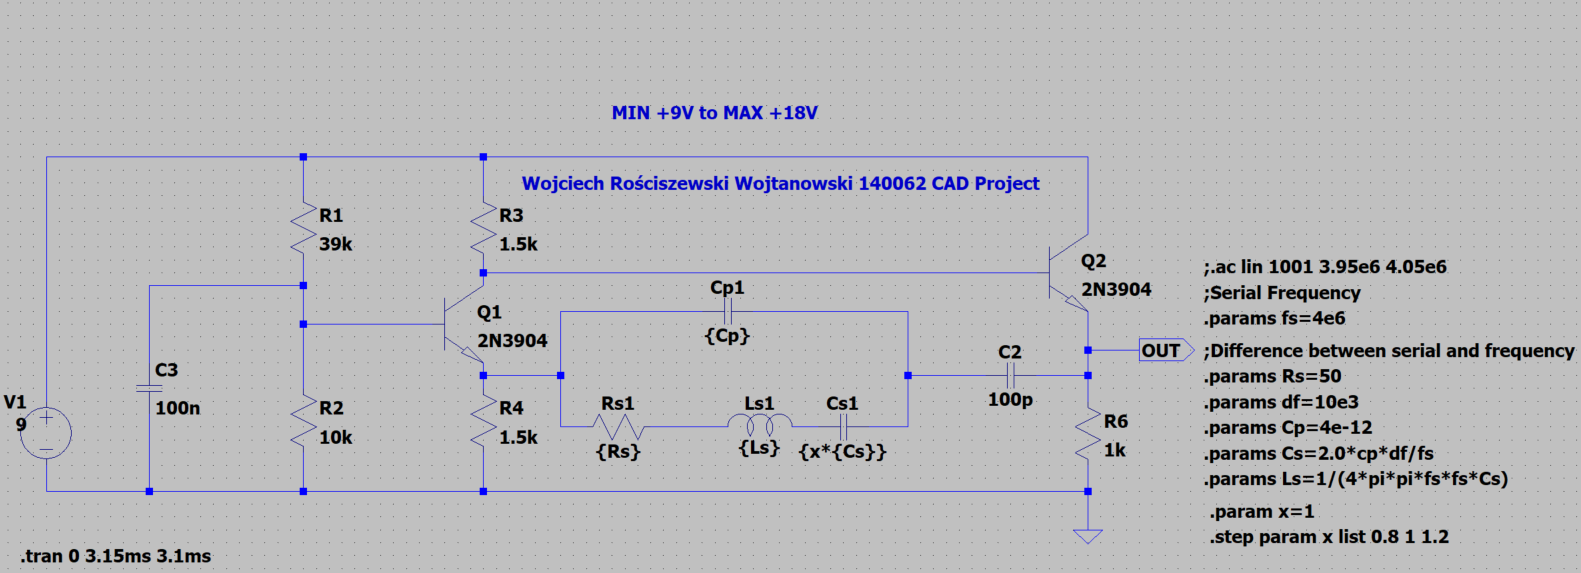 MIN +9V to MAX +18V
Wojciech Rościszewski Wojtanowski 140062 CAD Project
R1
39k
R3
1.5k
Q2
2N3904
Cp1
{Cp}
Q1
2N3904
C3
100n
V1
9
R2
10k
R4
1.5k
Rs1
{Rs}
Ls1
{Ls}
Cs1
{x*{Cs}}
C2
100p
OUT
R6
1k
;.ac lin 1001 3.95e6 4.05e6
;Serial Frequency
.params fs=4e6
;Difference between serial and frequency
.params Rs=50
.params df=10e3
.params Cp=4e-12
.params Cs=2.0*cp*df/fs
.params Ls=1/(4*pi*pi*fs*fs*Cs)
.param x=1
.step param x list 0.8 1 1.2
.tran 0 3.15ms 3.1ms